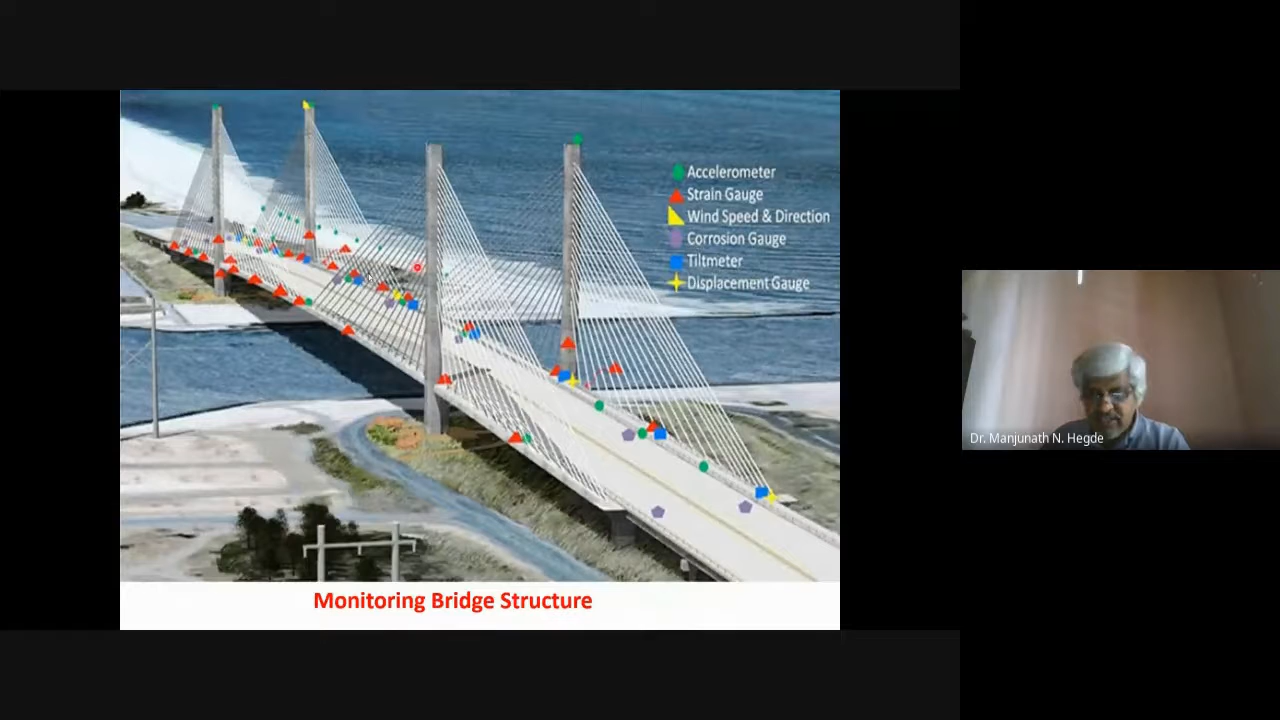 Accelerometer
Strain Gauge
Wind Speed & Direction
Corrosion Gauge
Tiltmeter
Displacement Gauge
Monitoring Bridge Structure
Dr. Manjunath N. Hegde